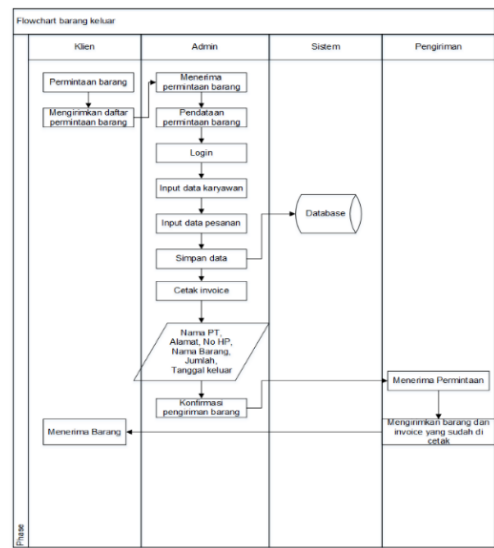 Flowchart barang keluar
Klien
Admin
Sistem
Pengiriman
Permintaan barang
Mengirimkan daftar
permintaan barang
Menerima
permintaan barang
Pendataan
permintaan barang
Login
Input data karyawan
Input data pesanan
Simpan data
Database
Cetak invoice
Nama PT,
Alamat, No HP,
Nama Barang,
Jumlah,
Tanggal keluar
Konfirmasi
pengiriman barang
Menerima Permintaan
Mengirimkan barang dan
invoice yang sudah di
cetak
Menerima Barang
Phase